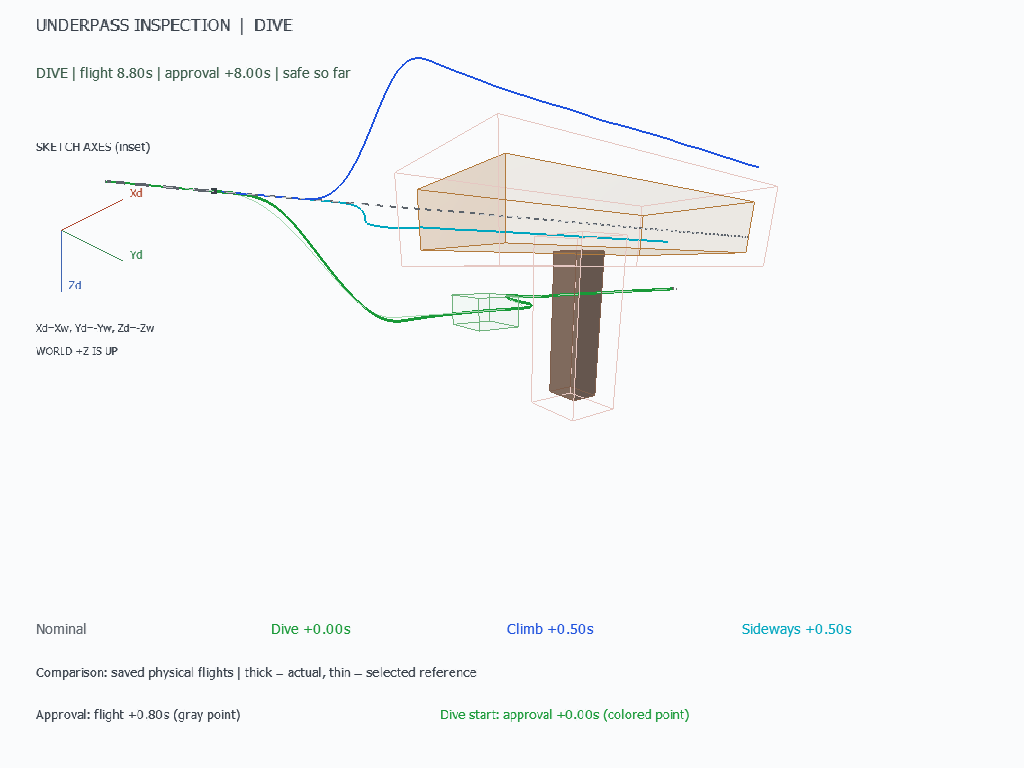 UNDERPASS INSPECTION | DIVE
DIVE | flight 8.80s | approval +8.00s | safe so far
SKETCH AXES (inset)
Xd
Yd
Zd
Xd=Xw, Yd=-Yw, Zd=-Zw
WORLD +Z IS UP
Nominal
Dive +0.00s
Climb +0.50s
Sideways +0.50s
Comparison: saved physical flights | thick = actual, thin = selected reference
Approval: flight +0.80s (gray point)
Dive start: approval +0.00s (colored point)